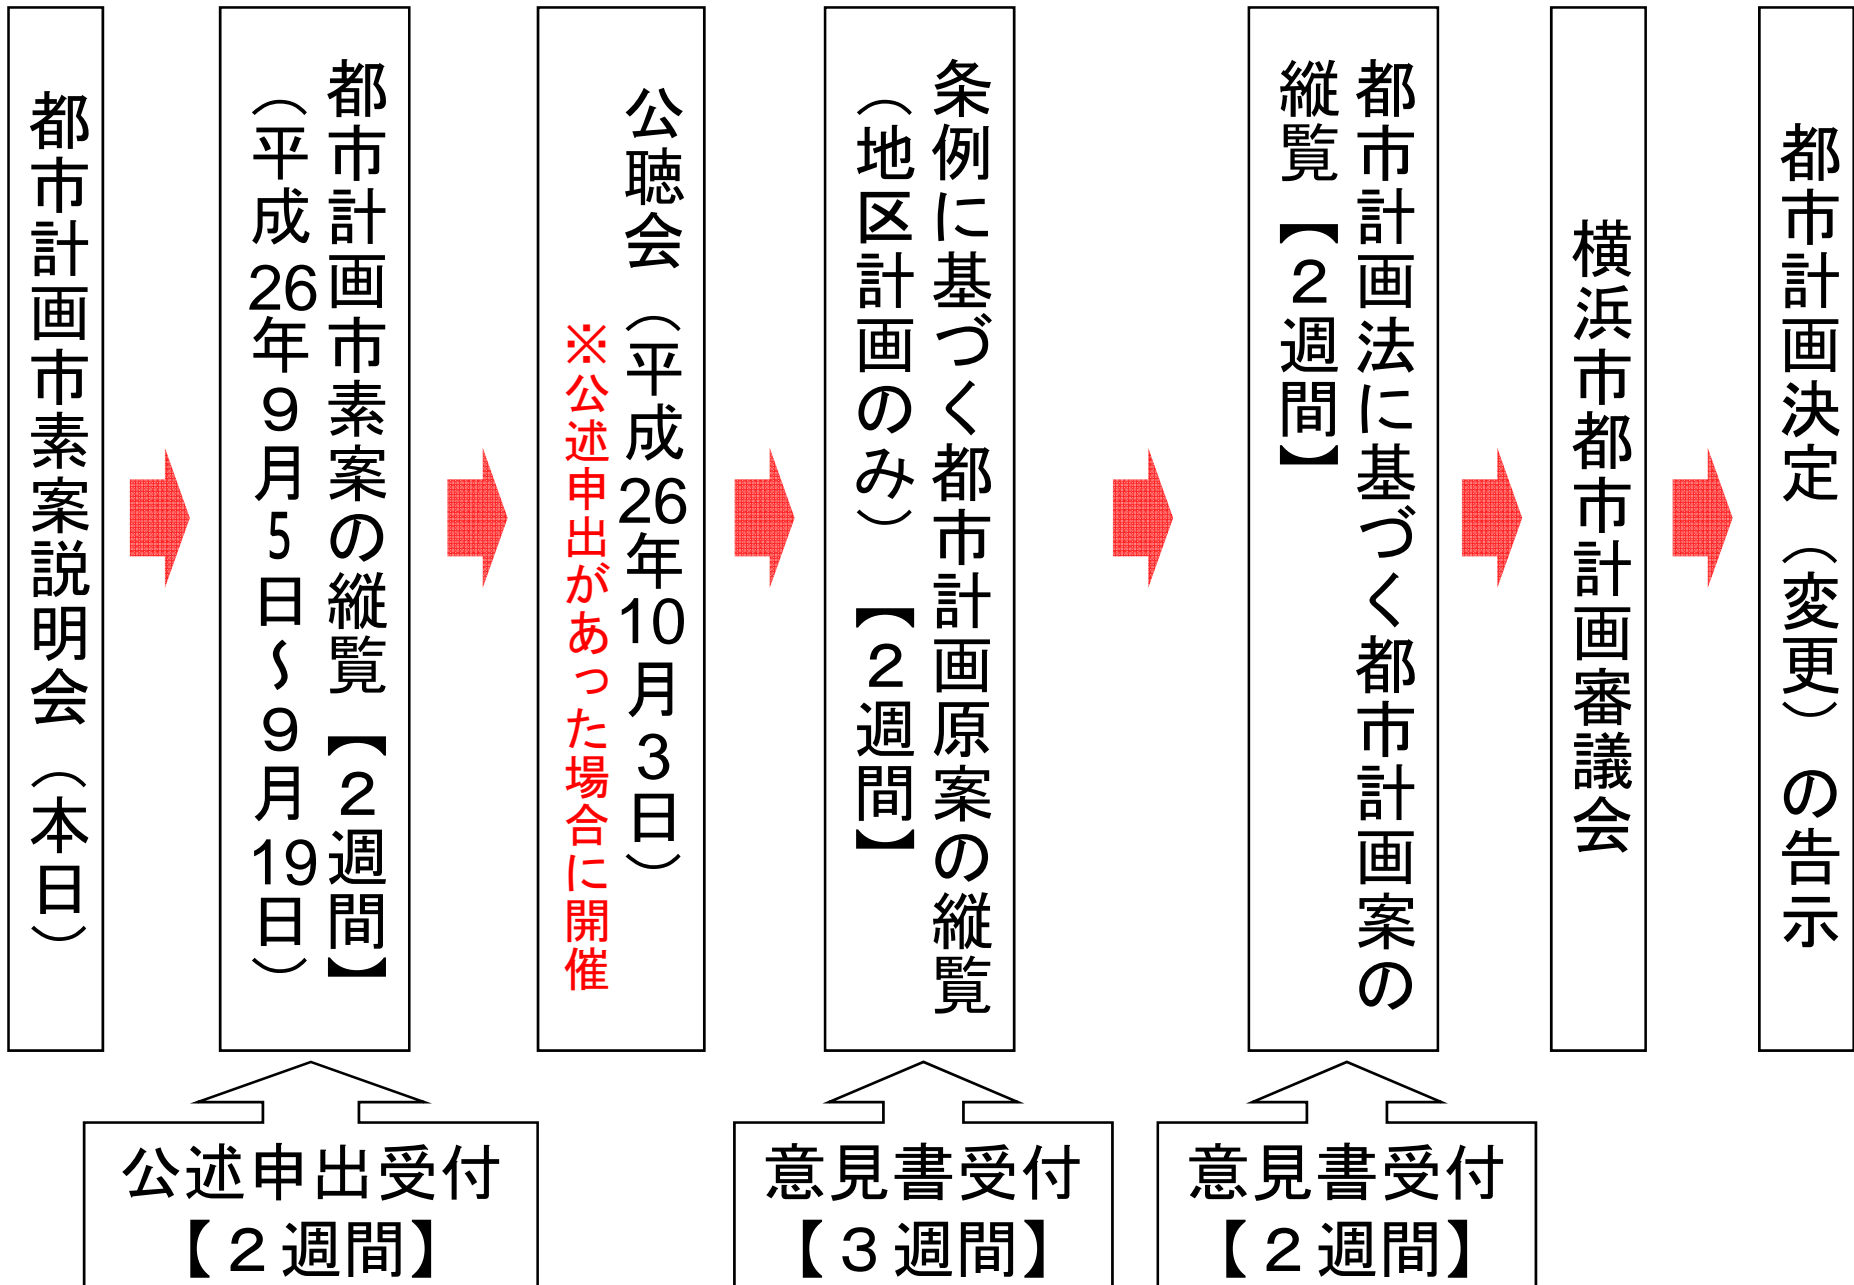 都市計画市素案説明会（本日）
都市計画市素案の縦覧【２週間】
（平成26年９月５日～９月19日）
公聴会（平成26年10月３日）
※公述申出があった場合に開催
条例に基づく都市計画原案の縦覧
（地区計画のみ）【２週間】
都市計画法に基づく都市計画案の
縦覧【２週間】
横浜市都市計画審議会
都市計画決定（変更）の告示
公述申出受付
【２週間】
意見書受付
【３週間】
意見書受付
【２週間】